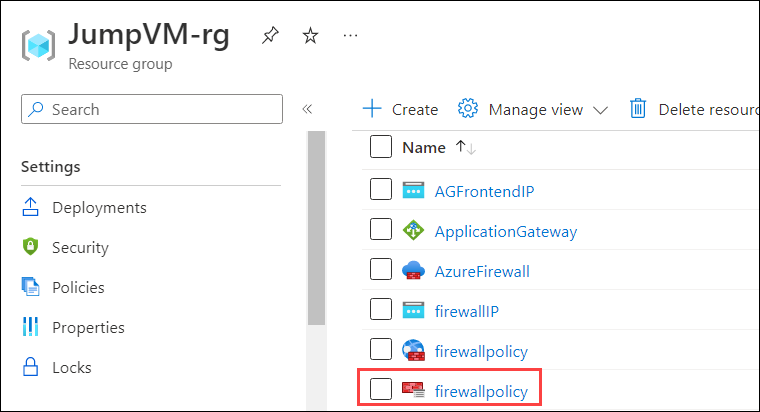 JumpVM-rg
Resource group
Search
Settings
Deployments
Security
Policies
Properties
Locks
Create Manage view Delete resourc
Name
AGFrontendIP
ApplicationGateway
AzureFirewall
firewallIP
firewallpolicy
firewallpolicy